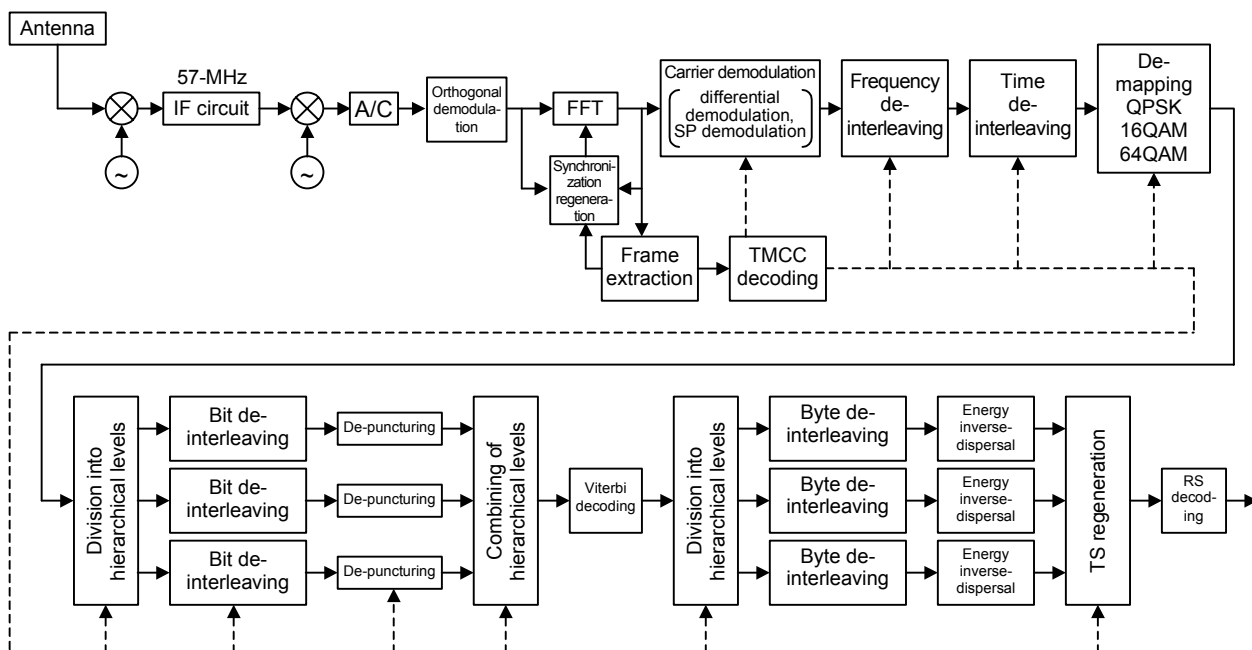 Antenna
57-MHz
IF circuit
~
~
A/C
Orthogonal
demodula-
tion
FFT
Synchroni-
zation
regenera-
tion
Carrier demodulation
differential
demodulation,
SP demodulation
Frequency
de-
interleaving
Time
de-
interleaving
De-
mapping
QPSK
16QAM
64QAM
Frame
extraction
TMCC
decoding
Division into
hierarchical levels
Bit de-
interleaving
De-puncturing
Bit de-
interleaving
De-puncturing
Bit de-
interleaving
De-puncturing
Combining of
hierarchical levels
Viterbi
decoding
Division into
hierarchical levels
Byte de-
interleaving
Energy
inverse-
dispersal
Byte de-
interleaving
Energy
inverse-
dispersal
Byte de-
interleaving
Energy
inverse-
dispersal
TS regeneration
RS
decod-
ing